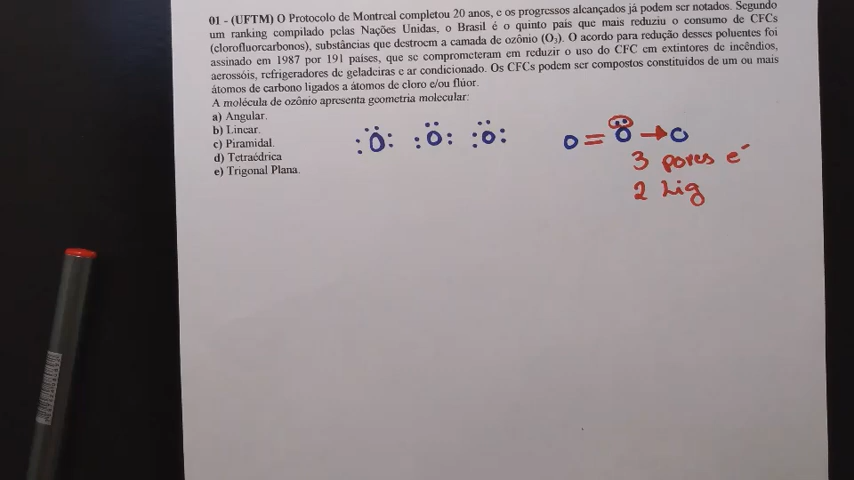 01 - (UFTM) O Protocolo de Montreal completou 20 anos, e os progressos alcançados já podem ser notados. Segundo
um ranking compilado pelas Nações Unidas, o Brasil é o quinto país que mais reduziu o consumo de CFCs
(clorofluorcarbonos), substâncias que destroem a camada de ozônio (O₃). O acordo para redução desses poluentes foi
assinado em 1987 por 191 países, que se comprometeram em reduzir o uso do CFC em extintores de incêndios,
aerossóis, refrigeradores de geladeiras e ar condicionado. Os CFCs podem ser compostos constituídos de um ou mais
átomos de carbono ligados a átomos de cloro e/ou flúor.
A molécula de ozônio apresenta geometria molecular:
a) Angular.
b) Linear.
c) Piramidal.
d) Tetraédrica
e) Trigonal Plana.
:Ö: :Ö: :Ö: O = Ö → O
3 pares e⁻
2 Lig